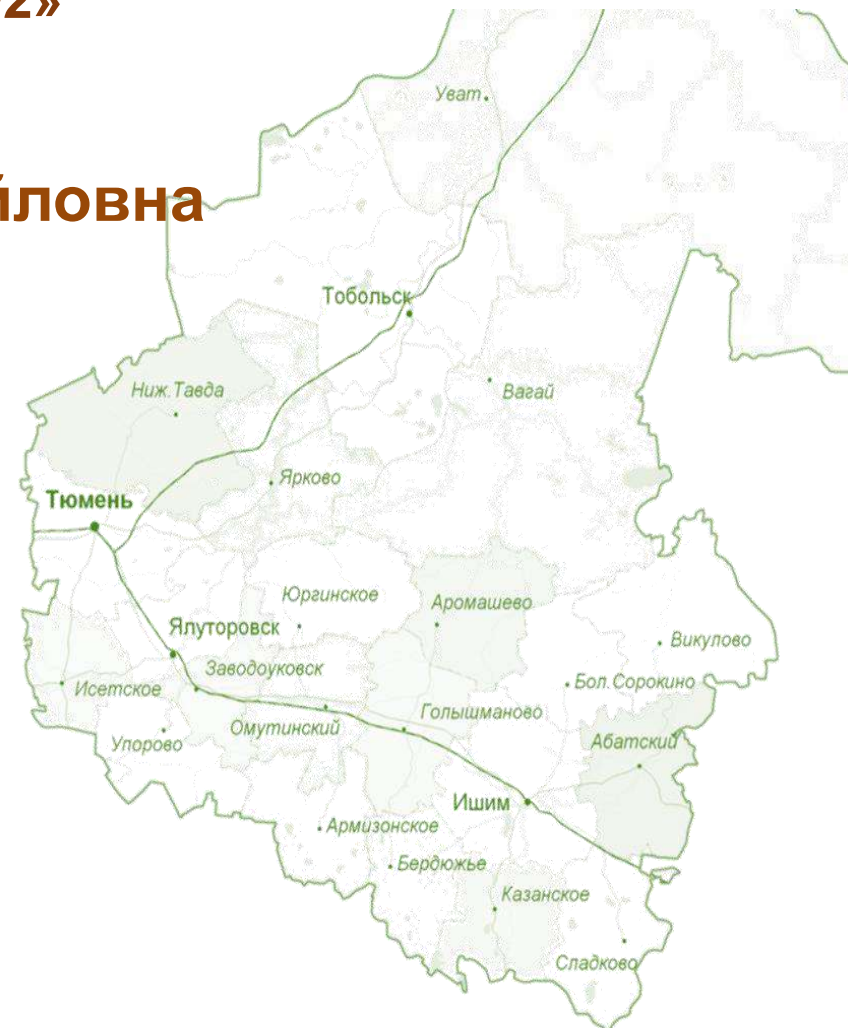 2»
йловна
Уват
Тобольск
Ниж.Тавда
Вагай
Ярково
Тюмень
Юргинское
Аромашево
Ялуторовск
Викулово
Заводоуковск
Исетское
Бол.Сорокино
Голышманово
Омутинский
Упорово
Абатский
Ишим
Армизонское
Бердюжье
Казанское
Сладково